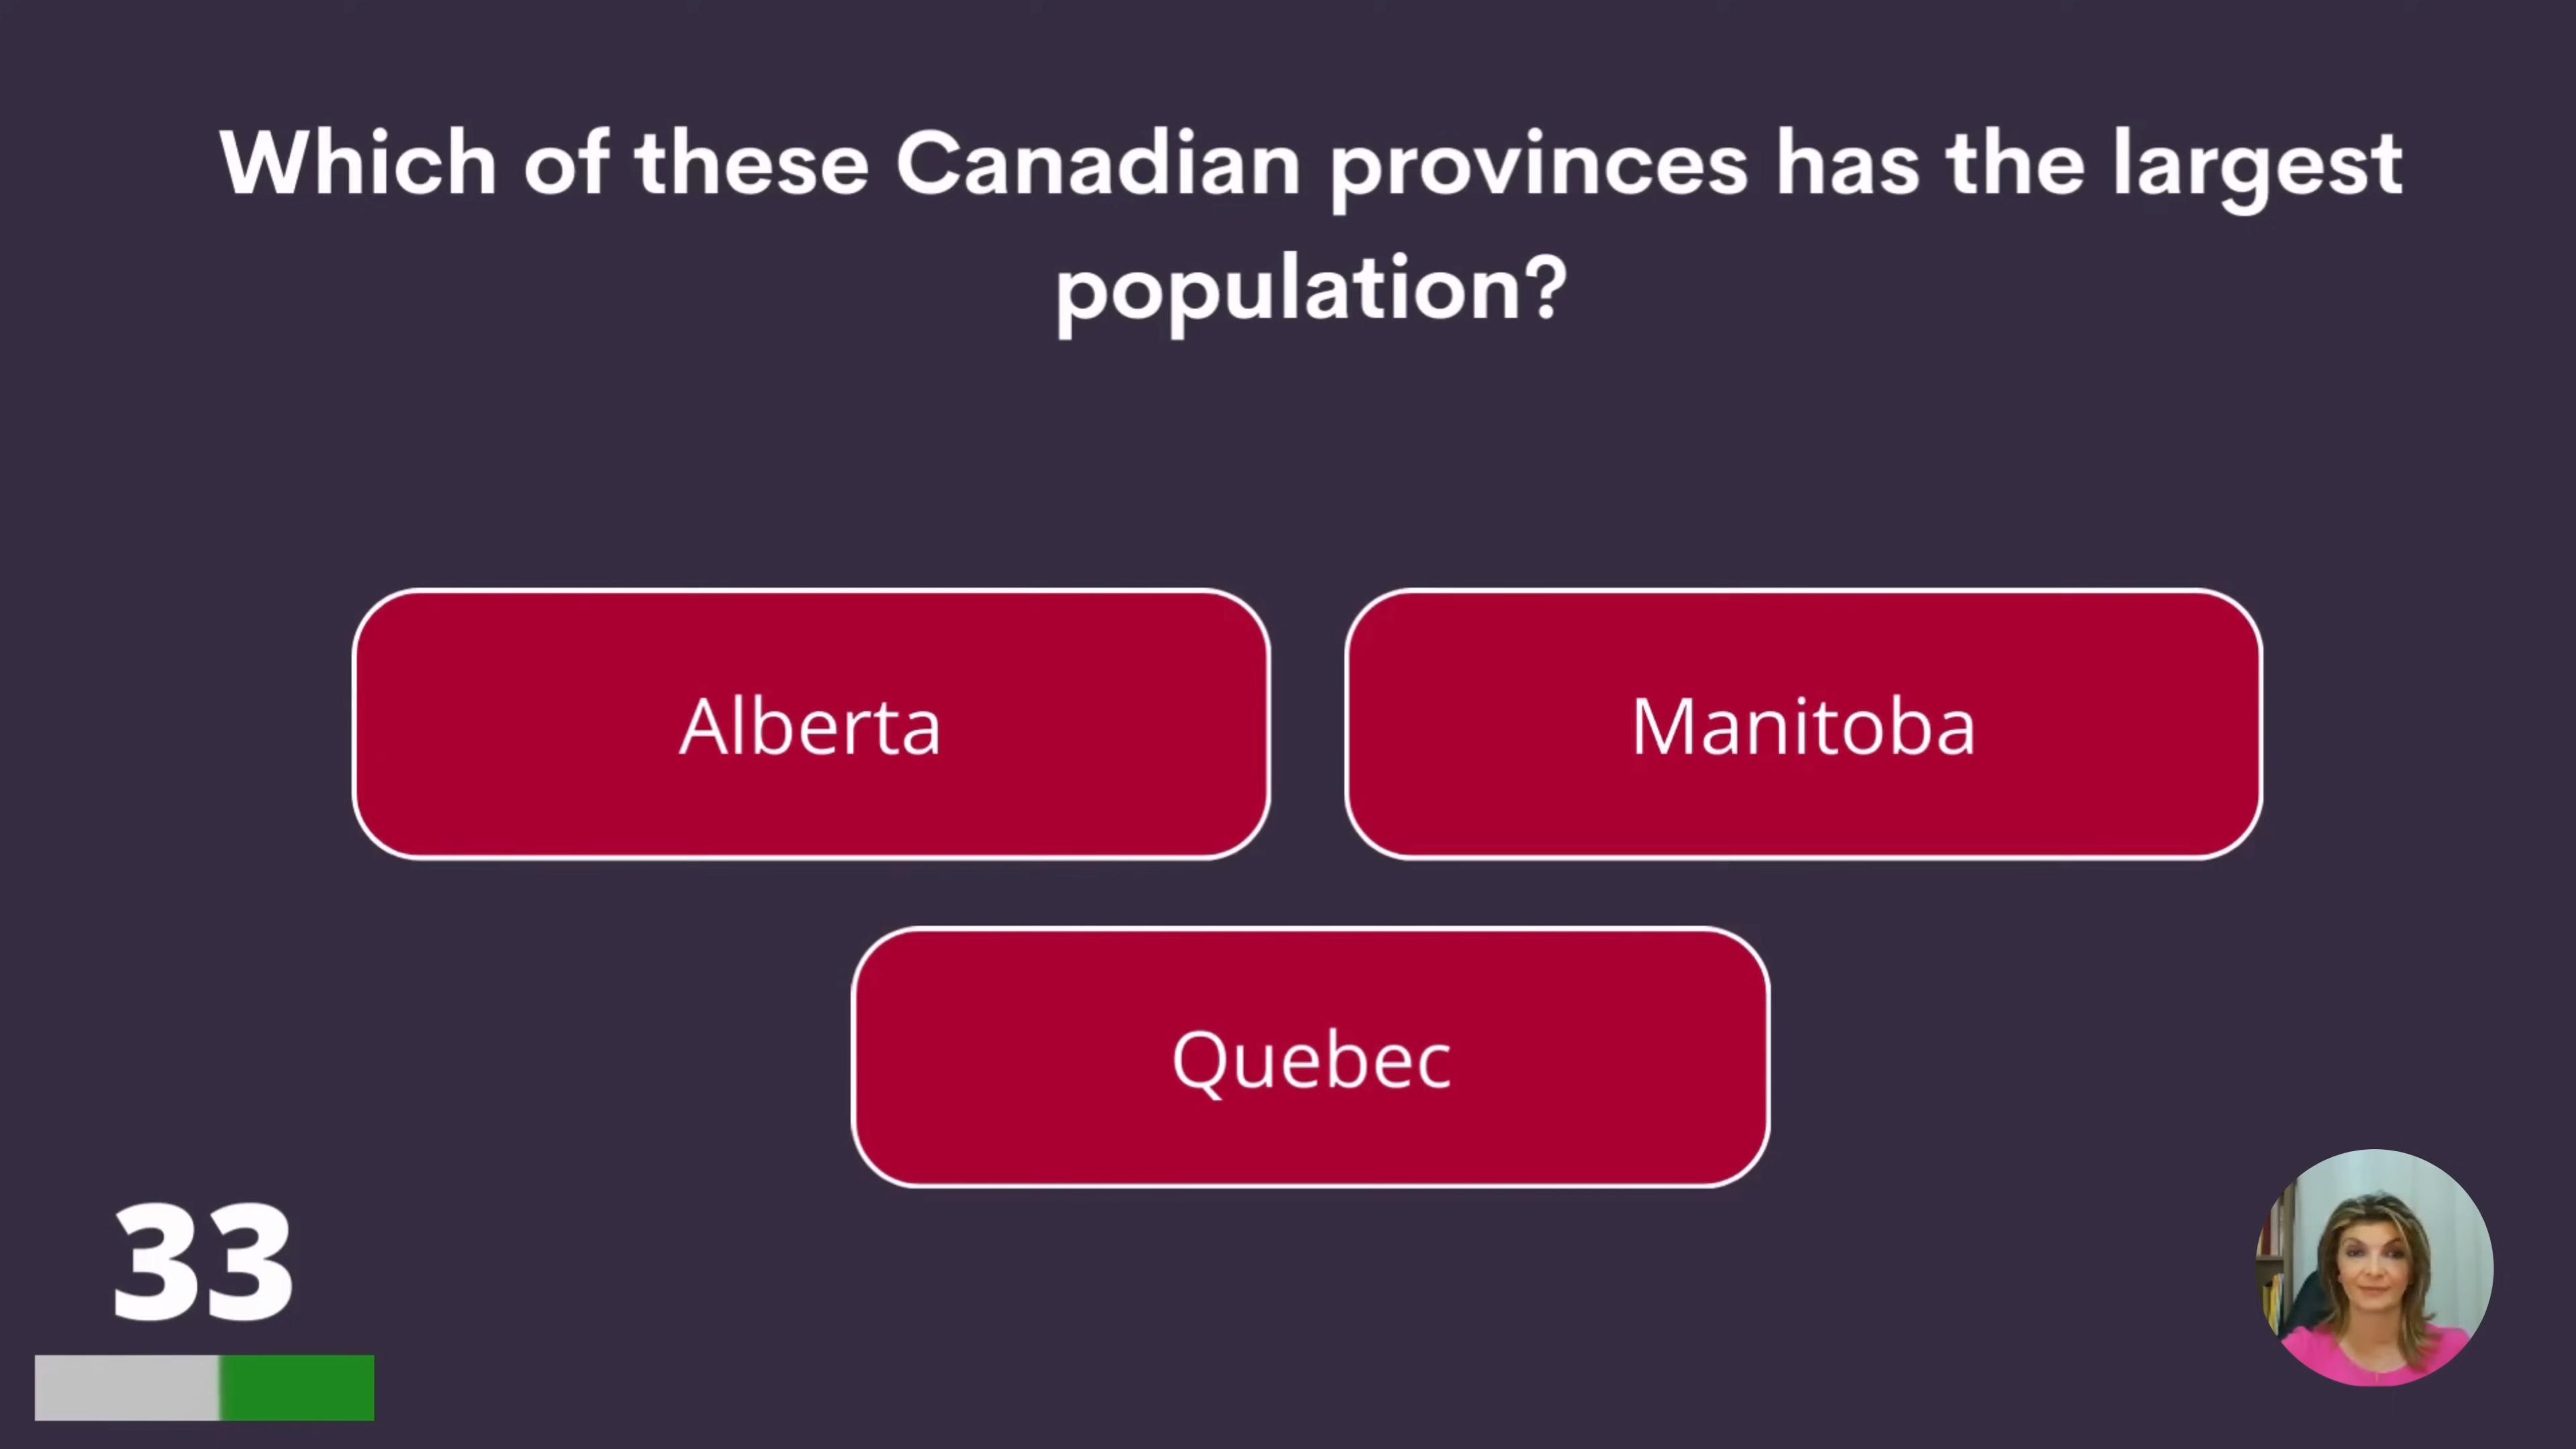 Which of these Canadian provinces has the largest
population?
Alberta
Manitoba
Quebec
33